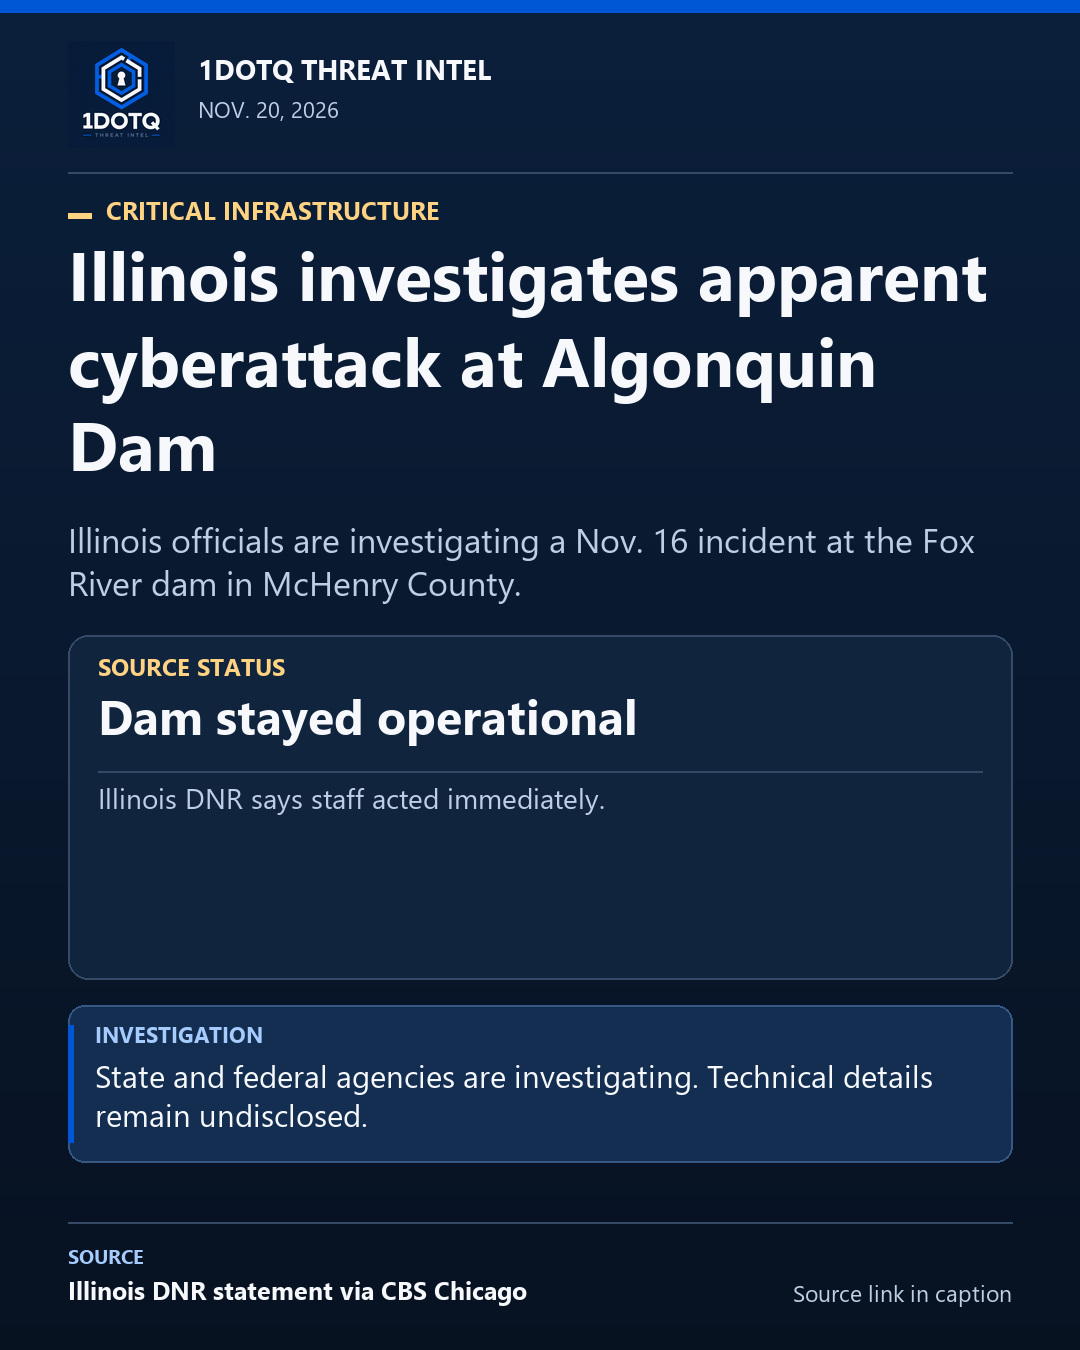 1DOTQ
THREAT INTEL
1DOTQ THREAT INTEL
NOV. 20, 2026
CRITICAL INFRASTRUCTURE
Illinois investigates apparent
cyberattack at Algonquin
Dam
Illinois officials are investigating a Nov. 16 incident at the Fox
River dam in McHenry County.
SOURCE STATUS
Dam stayed operational
Illinois DNR says staff acted immediately.
INVESTIGATION
State and federal agencies are investigating. Technical details
remain undisclosed.
SOURCE
Illinois DNR statement via CBS Chicago
Source link in caption